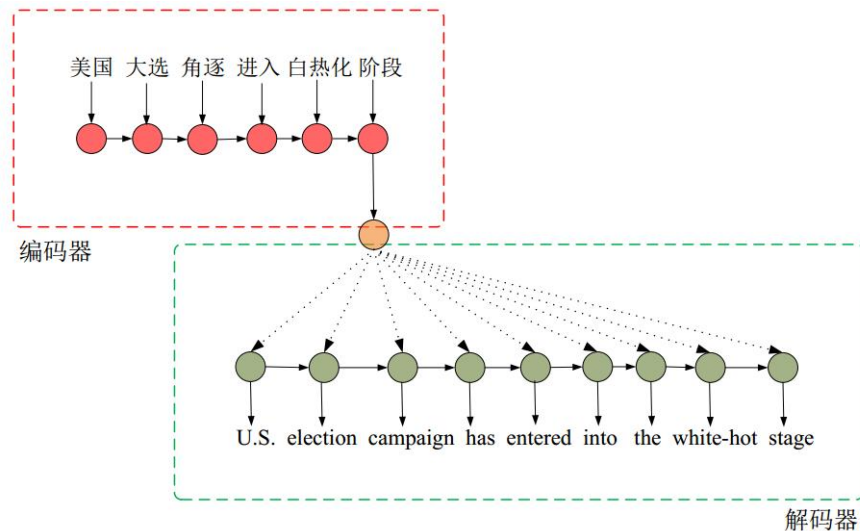 美国 大选 角逐 进入 白热化 阶段
编码器
U.S. election campaign has entered into the white-hot stage
解码器